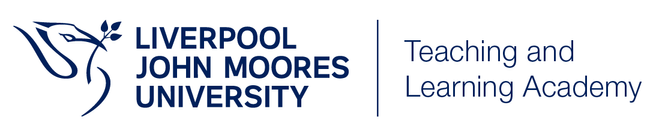 LIVERPOOL
JOHN MOORES
UNIVERSITY
Teaching and
Learning Academy